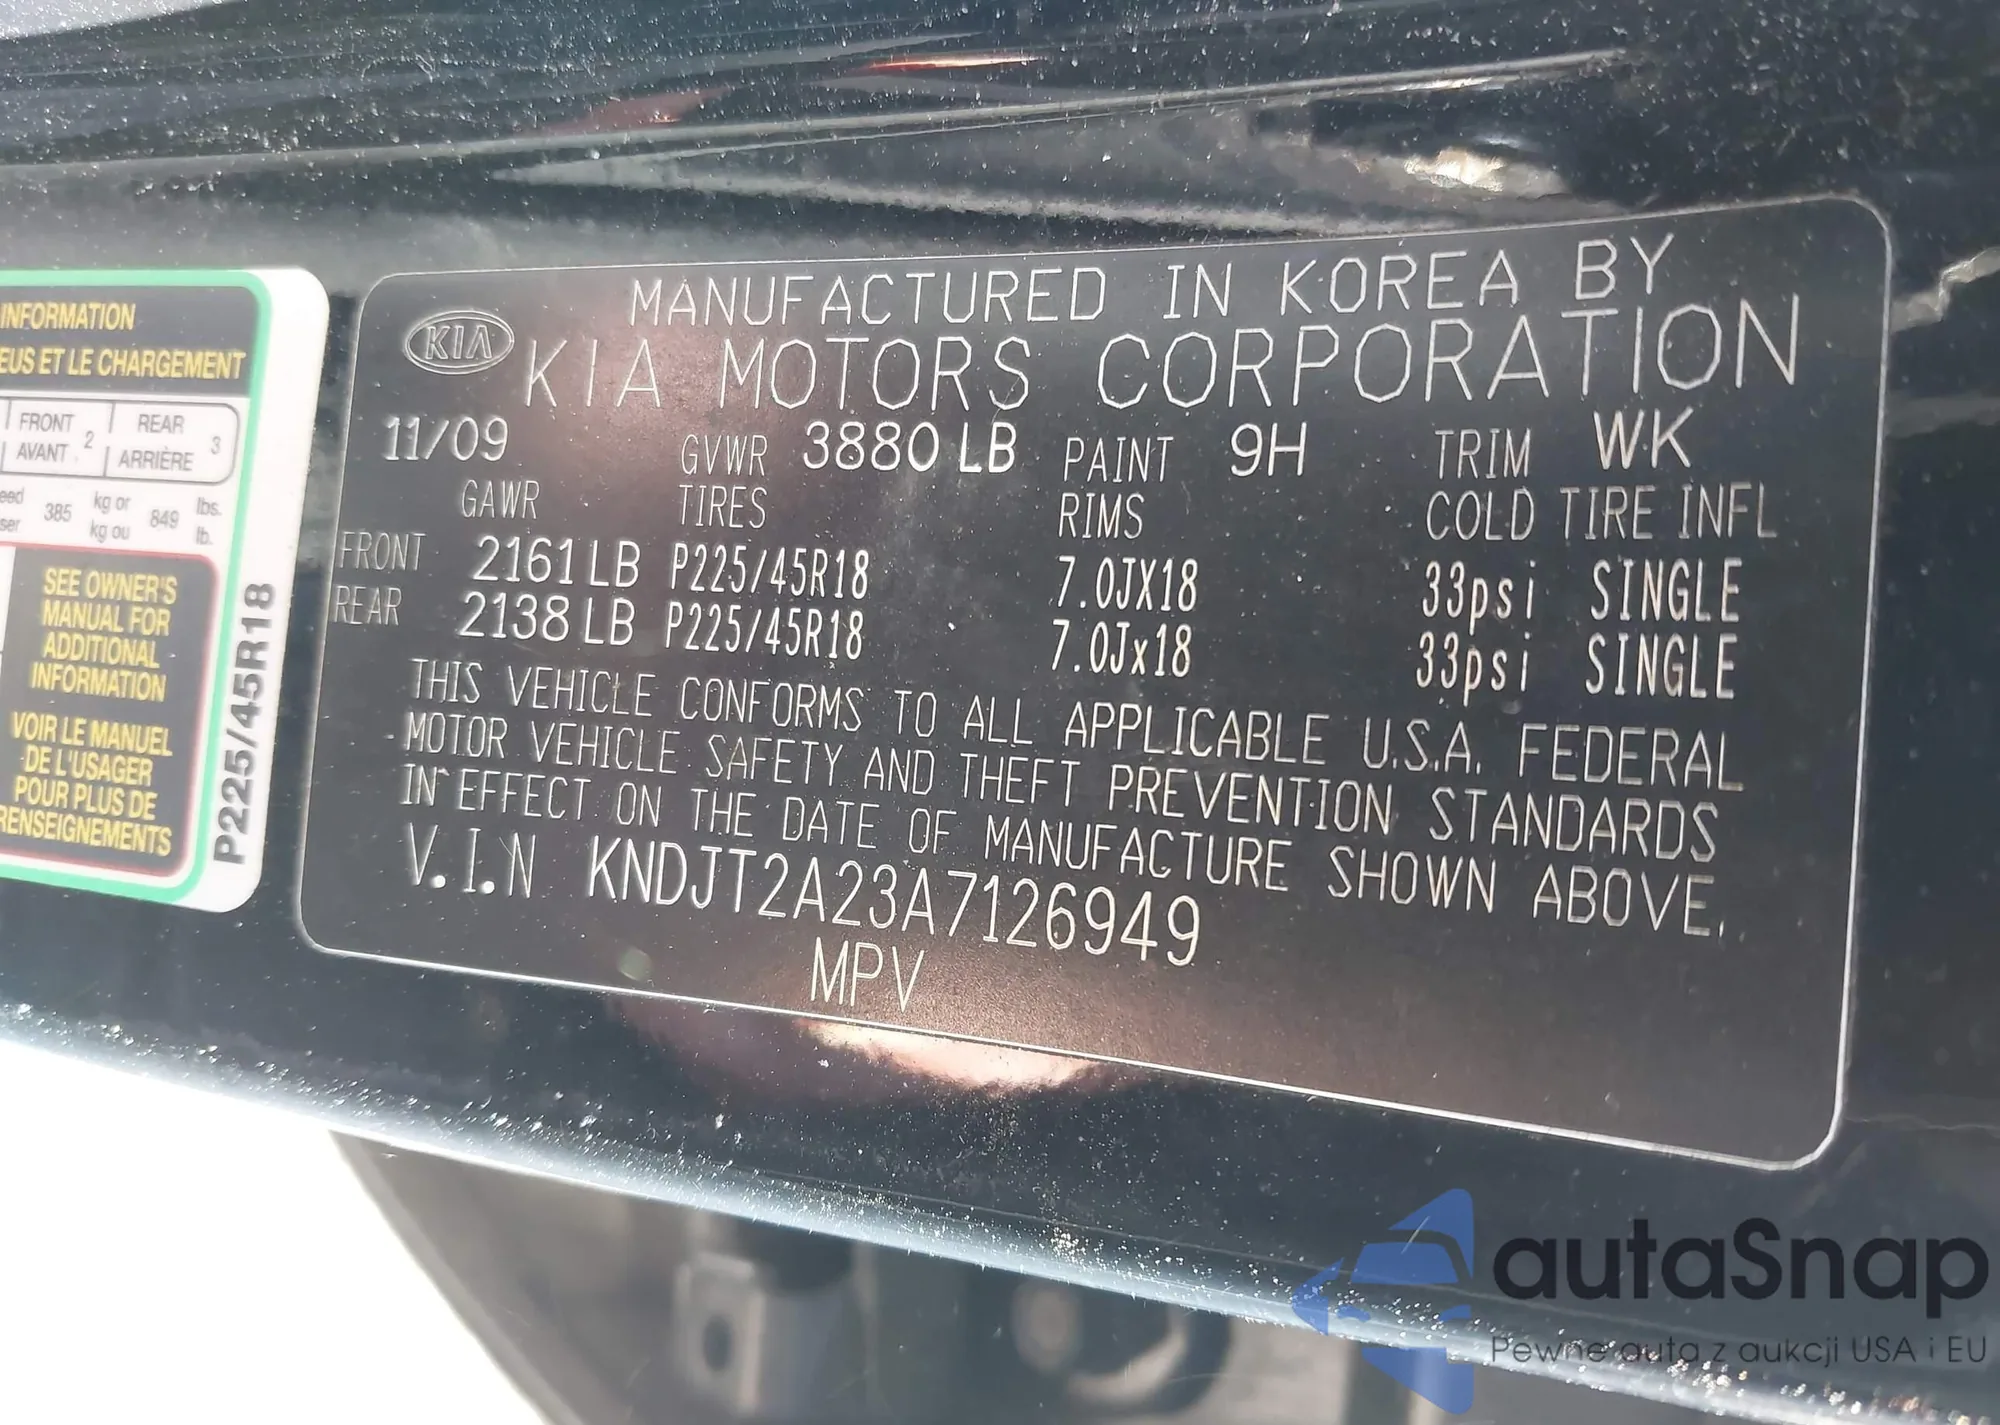 INFORMATION
EUS ET LE CHARGEMENT
FRONT 2 REAR 3
AVANT ARRIÈRE
385 kg or 849 lbs.
kg ou lb.
SEE OWNER'S
MANUAL FOR
ADDITIONAL
INFORMATION
VOIR LE MANUEL
DE L'USAGER
POUR PLUS DE
RENSEIGNEMENTS
P225/45R18
KIA
MANUFACTURED IN KOREA BY
KIA MOTORS CORPORATION
11/09 GVWR 3880 LB PAINT 9H TRIM WK
GAWR TIRES RIMS COLD TIRE INFL
FRONT 2161 LB P225/45R18 7.0JX18 33psi SINGLE
REAR 2138 LB P225/45R18 7.0Jx18 33psi SINGLE
THIS VEHICLE CONFORMS TO ALL APPLICABLE U.S.A. FEDERAL
MOTOR VEHICLE SAFETY AND THEFT PREVENTION STANDARDS
IN EFFECT ON THE DATE OF MANUFACTURE SHOWN ABOVE.
V.I.N KNDJT2A23A7126949
MPV
autaSnap
Pewne auta z aukcji USA i EU